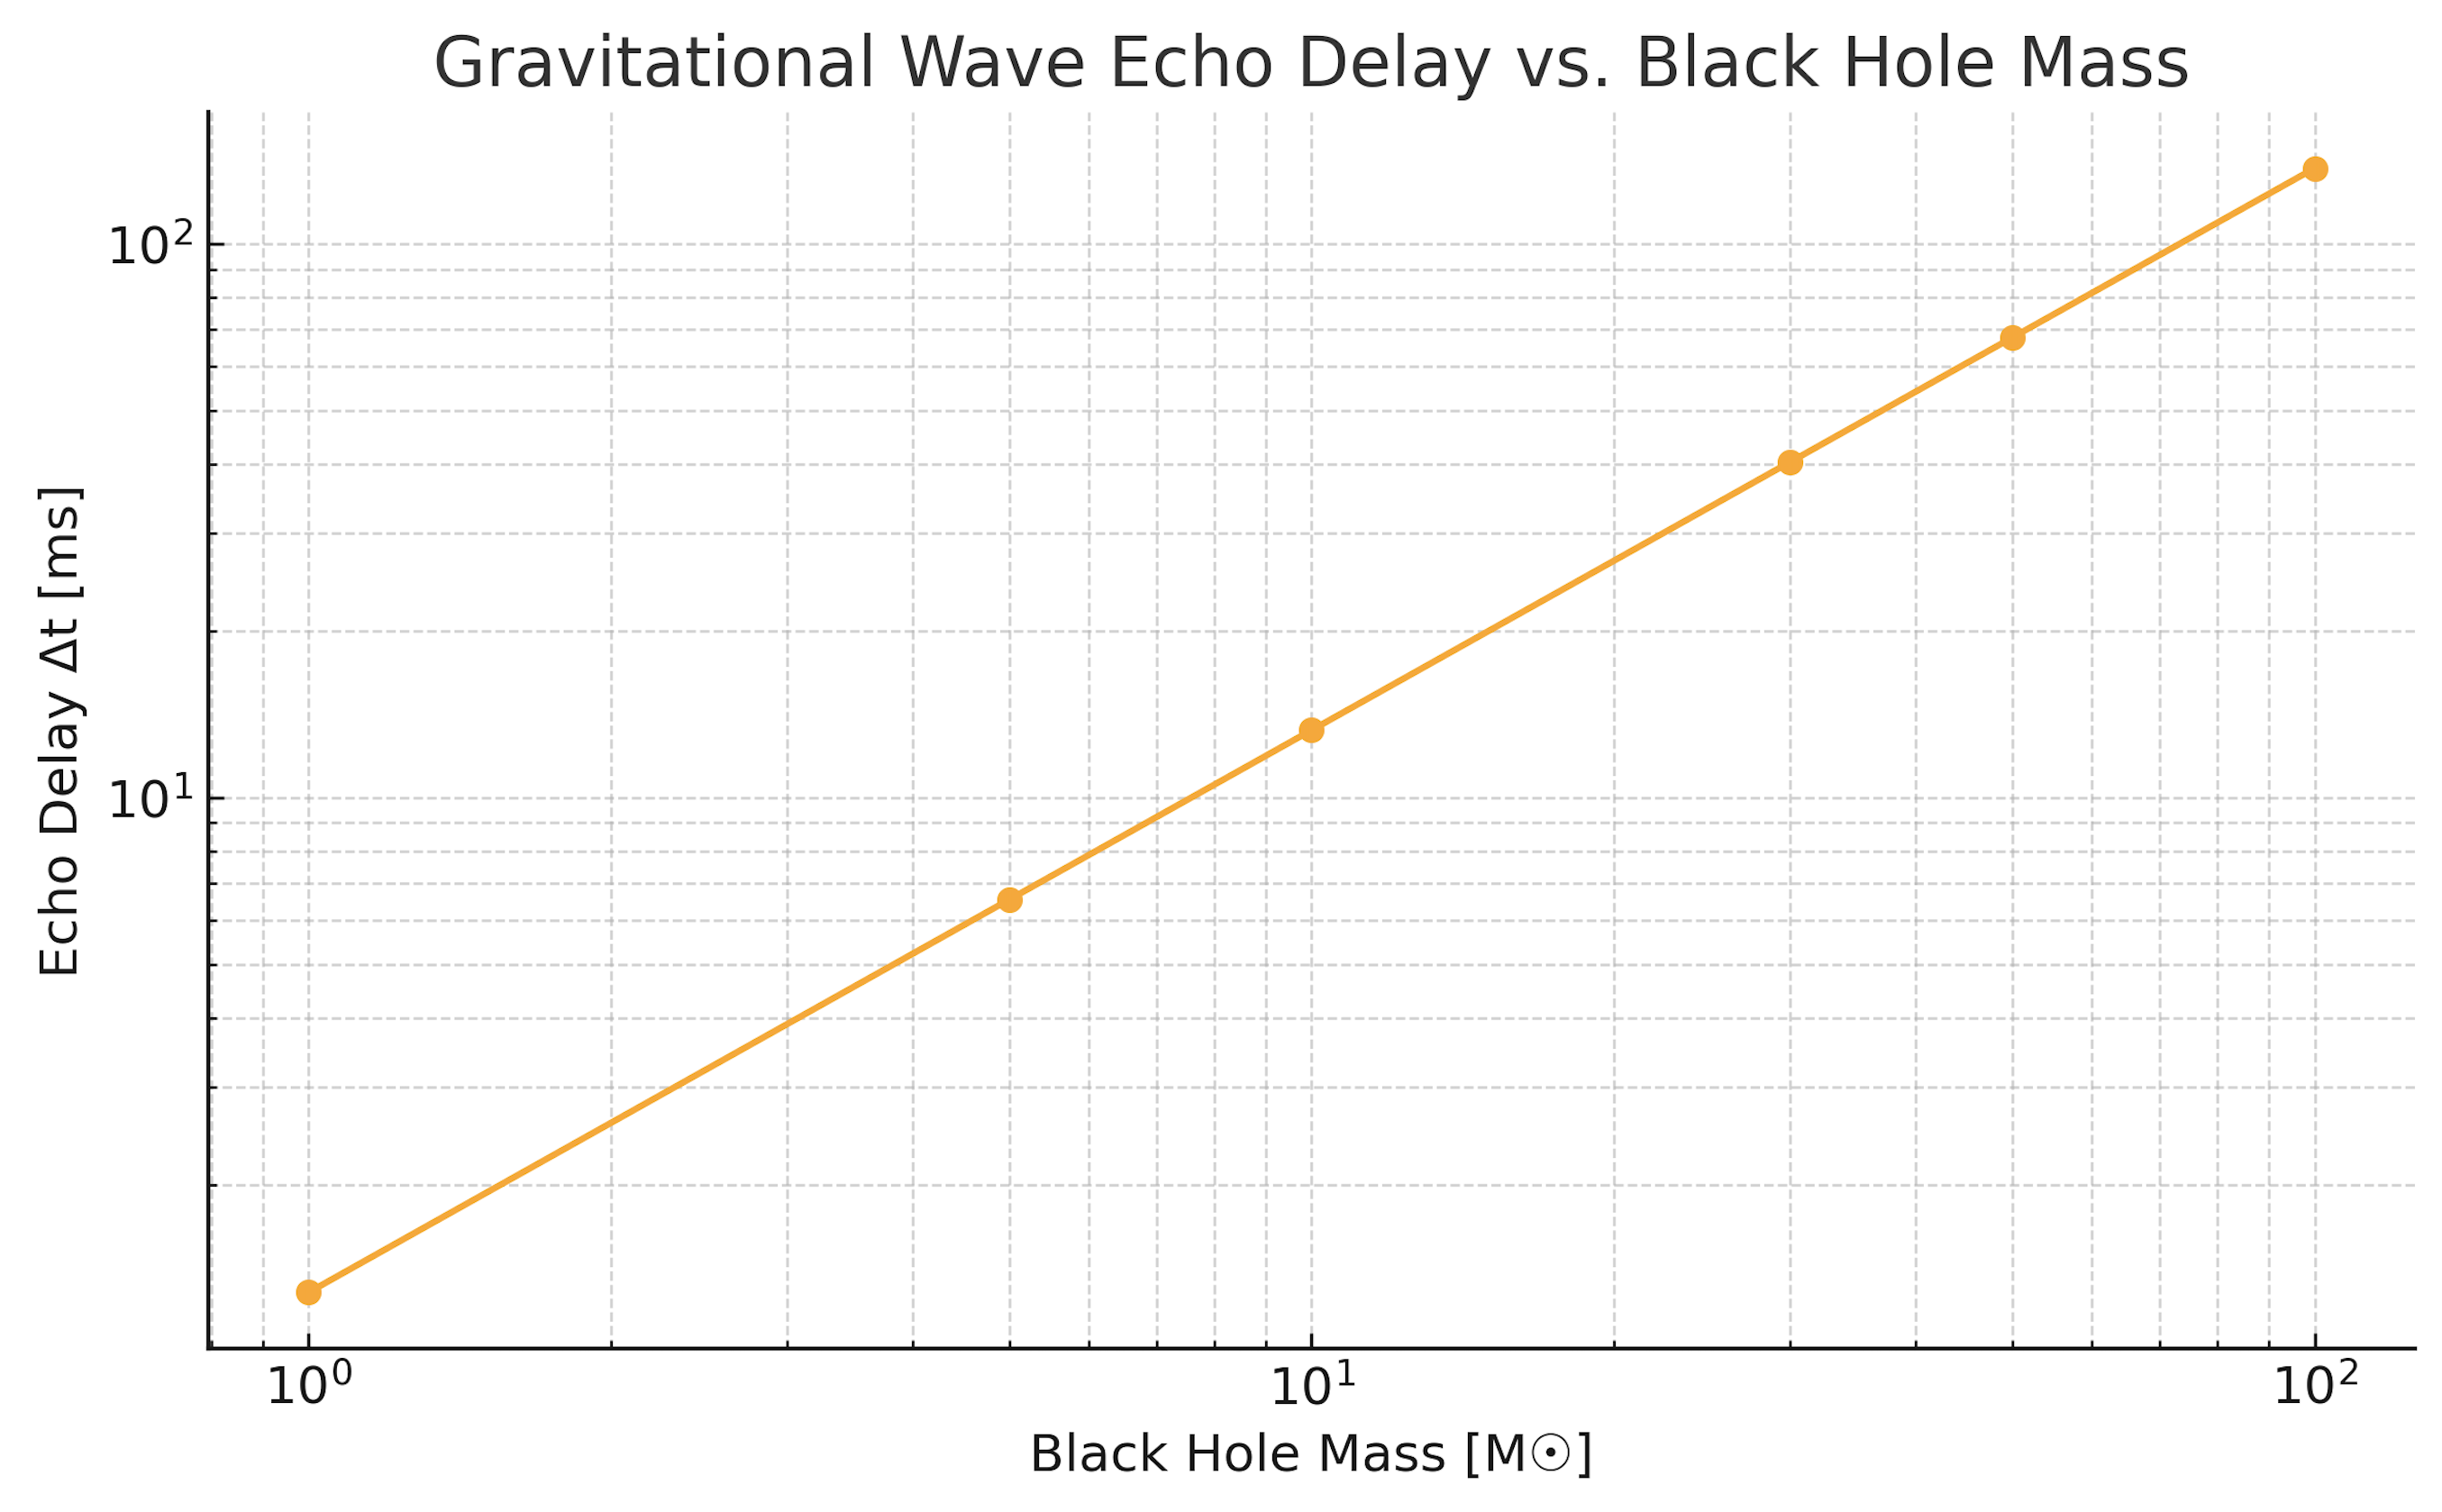 Gravitational Wave Echo Delay vs. Black Hole Mass
Echo Delay Δt [ms]
10²
10¹
10⁰
10¹
10²
Black Hole Mass [M☉]